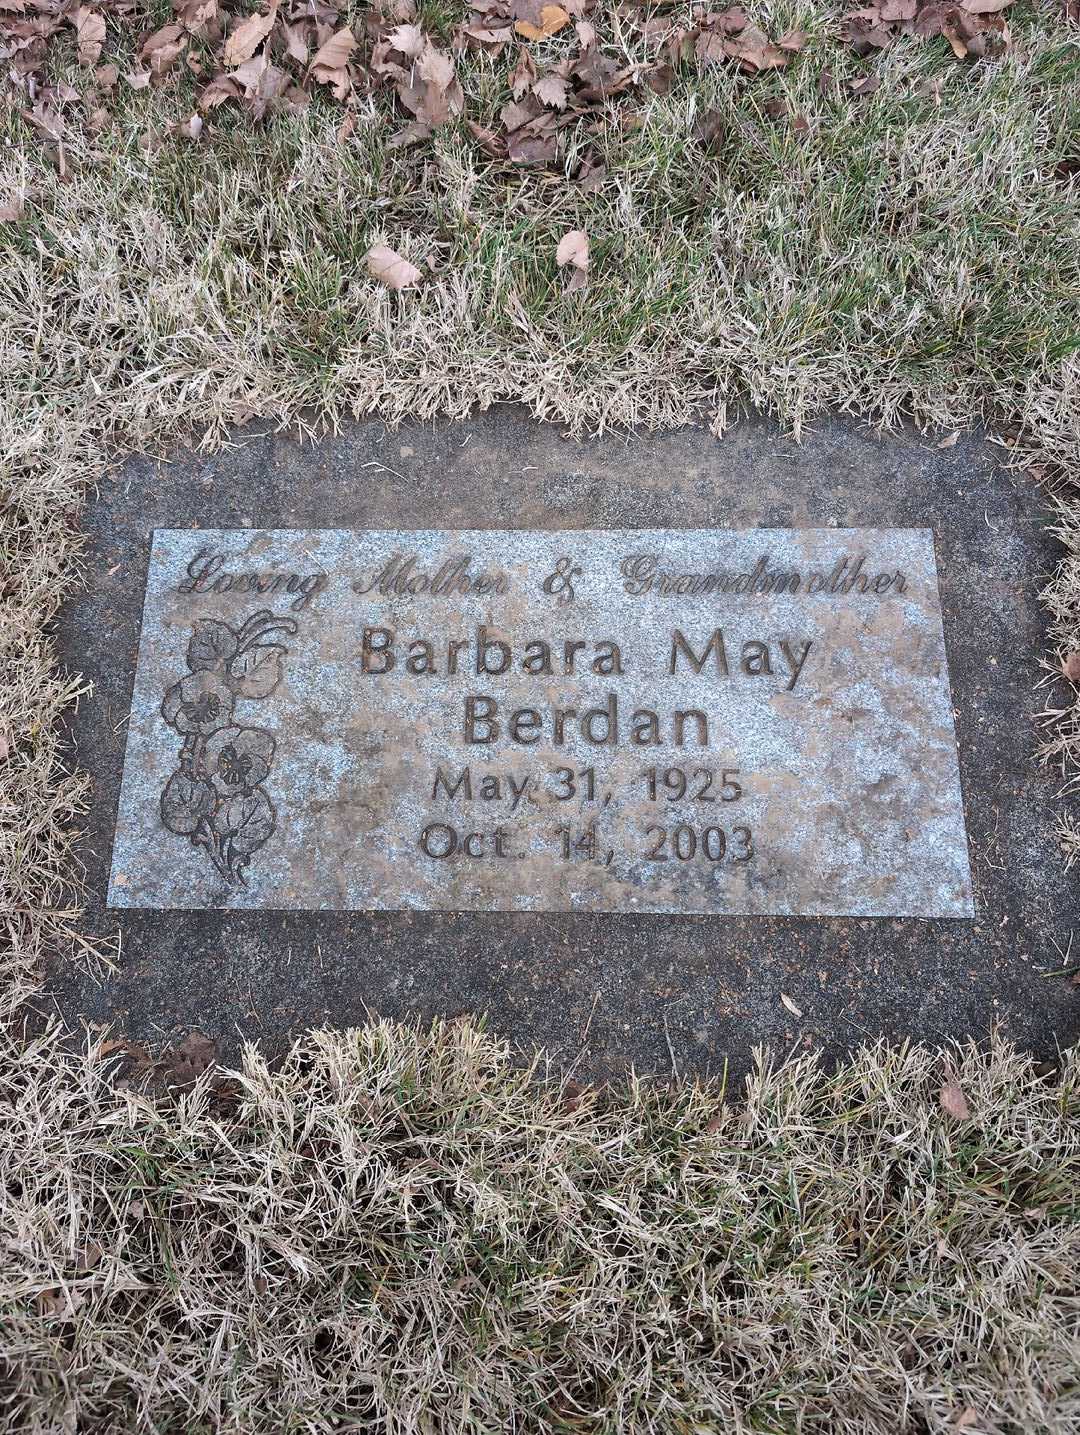 Loving Mother & Grandmother
Barbara May
Berdan
May 31, 1925
Oct. 14, 2003